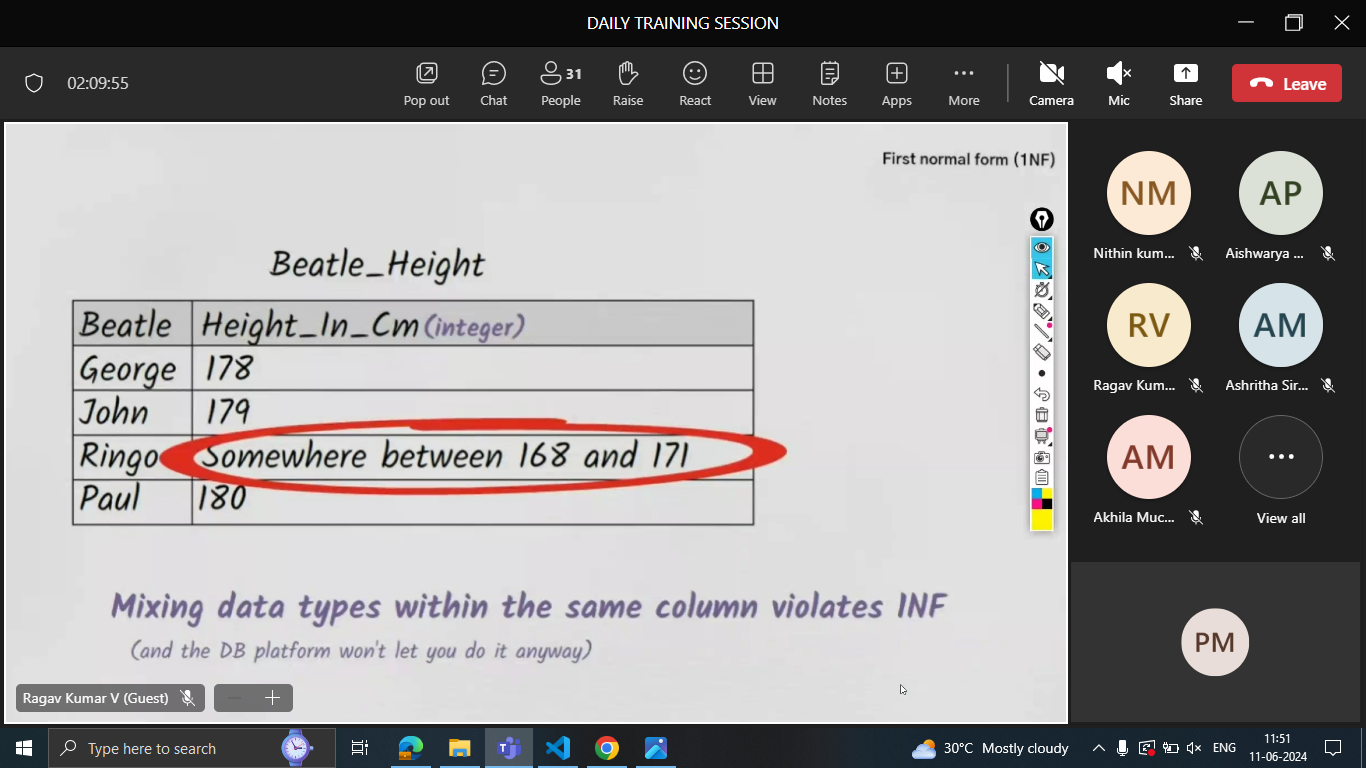 DAILY TRAINING SESSION
02:09:55
Pop out
Chat
31
People
Raise
React
View
Notes
Apps
More
Camera
Mic
Share
Leave
First normal form (1NF)
Beatle_Height
Beatle Height_In_Cm (integer)
George 178
John 179
Ringo Somewhere between 168 and 171
Paul 180
Mixing data types within the same column violates 1NF
(and the DB platform won't let you do it anyway)
Ragav Kumar V (Guest)
NM
Nithin kum...
AP
Aishwarya ...
RV
Ragav Kum...
AM
Ashritha Sir...
AM
Akhila Muc...
View all
PM
Type here to search
30°C Mostly cloudy
ENG
11:51
11-06-2024